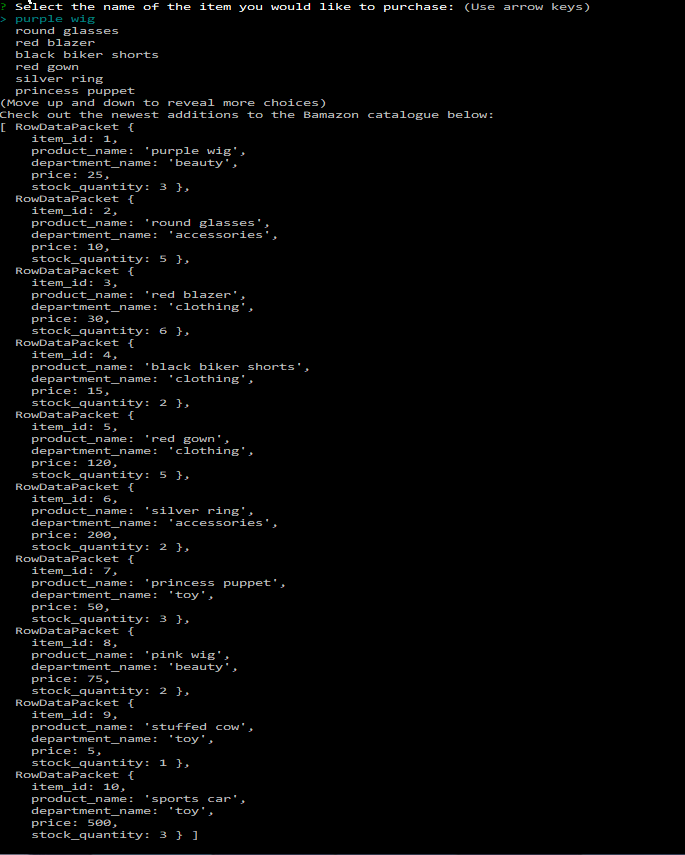 ? Select the name of the item you would like to purchase: (Use arrow keys)
> purple wig
  round glasses
  red blazer
  black biker shorts
  red gown
  silver ring
  princess puppet
(Move up and down to reveal more choices)
Check out the newest additions to the Bamazon catalogue below:
[ RowDataPacket {
    item_id: 1,
    product_name: 'purple wig',
    department_name: 'beauty',
    price: 25,
    stock_quantity: 3 },
  RowDataPacket {
    item_id: 2,
    product_name: 'round glasses',
    department_name: 'accessories',
    price: 10,
    stock_quantity: 5 },
  RowDataPacket {
    item_id: 3,
    product_name: 'red blazer',
    department_name: 'clothing',
    price: 30,
    stock_quantity: 6 },
  RowDataPacket {
    item_id: 4,
    product_name: 'black biker shorts',
    department_name: 'clothing',
    price: 15,
    stock_quantity: 2 },
  RowDataPacket {
    item_id: 5,
    product_name: 'red gown',
    department_name: 'clothing',
    price: 120,
    stock_quantity: 5 },
  RowDataPacket {
    item_id: 6,
    product_name: 'silver ring',
    department_name: 'accessories',
    price: 200,
    stock_quantity: 2 },
  RowDataPacket {
    item_id: 7,
    product_name: 'princess puppet',
    department_name: 'toy',
    price: 50,
    stock_quantity: 3 },
  RowDataPacket {
    item_id: 8,
    product_name: 'pink wig',
    department_name: 'beauty',
    price: 75,
    stock_quantity: 2 },
  RowDataPacket {
    item_id: 9,
    product_name: 'stuffed cow',
    department_name: 'toy',
    price: 5,
    stock_quantity: 1 },
  RowDataPacket {
    item_id: 10,
    product_name: 'sports car',
    department_name: 'toy',
    price: 500,
    stock_quantity: 3 } ]